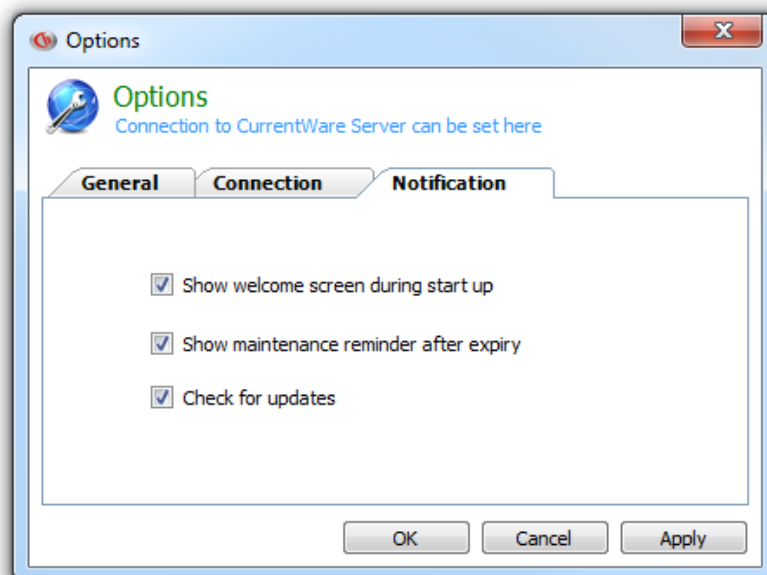 Options
Options
Connection to CurrentWare Server can be set here
General Connection Notification
Show welcome screen during start up
Show maintenance reminder after expiry
Check for updates
OK Cancel Apply